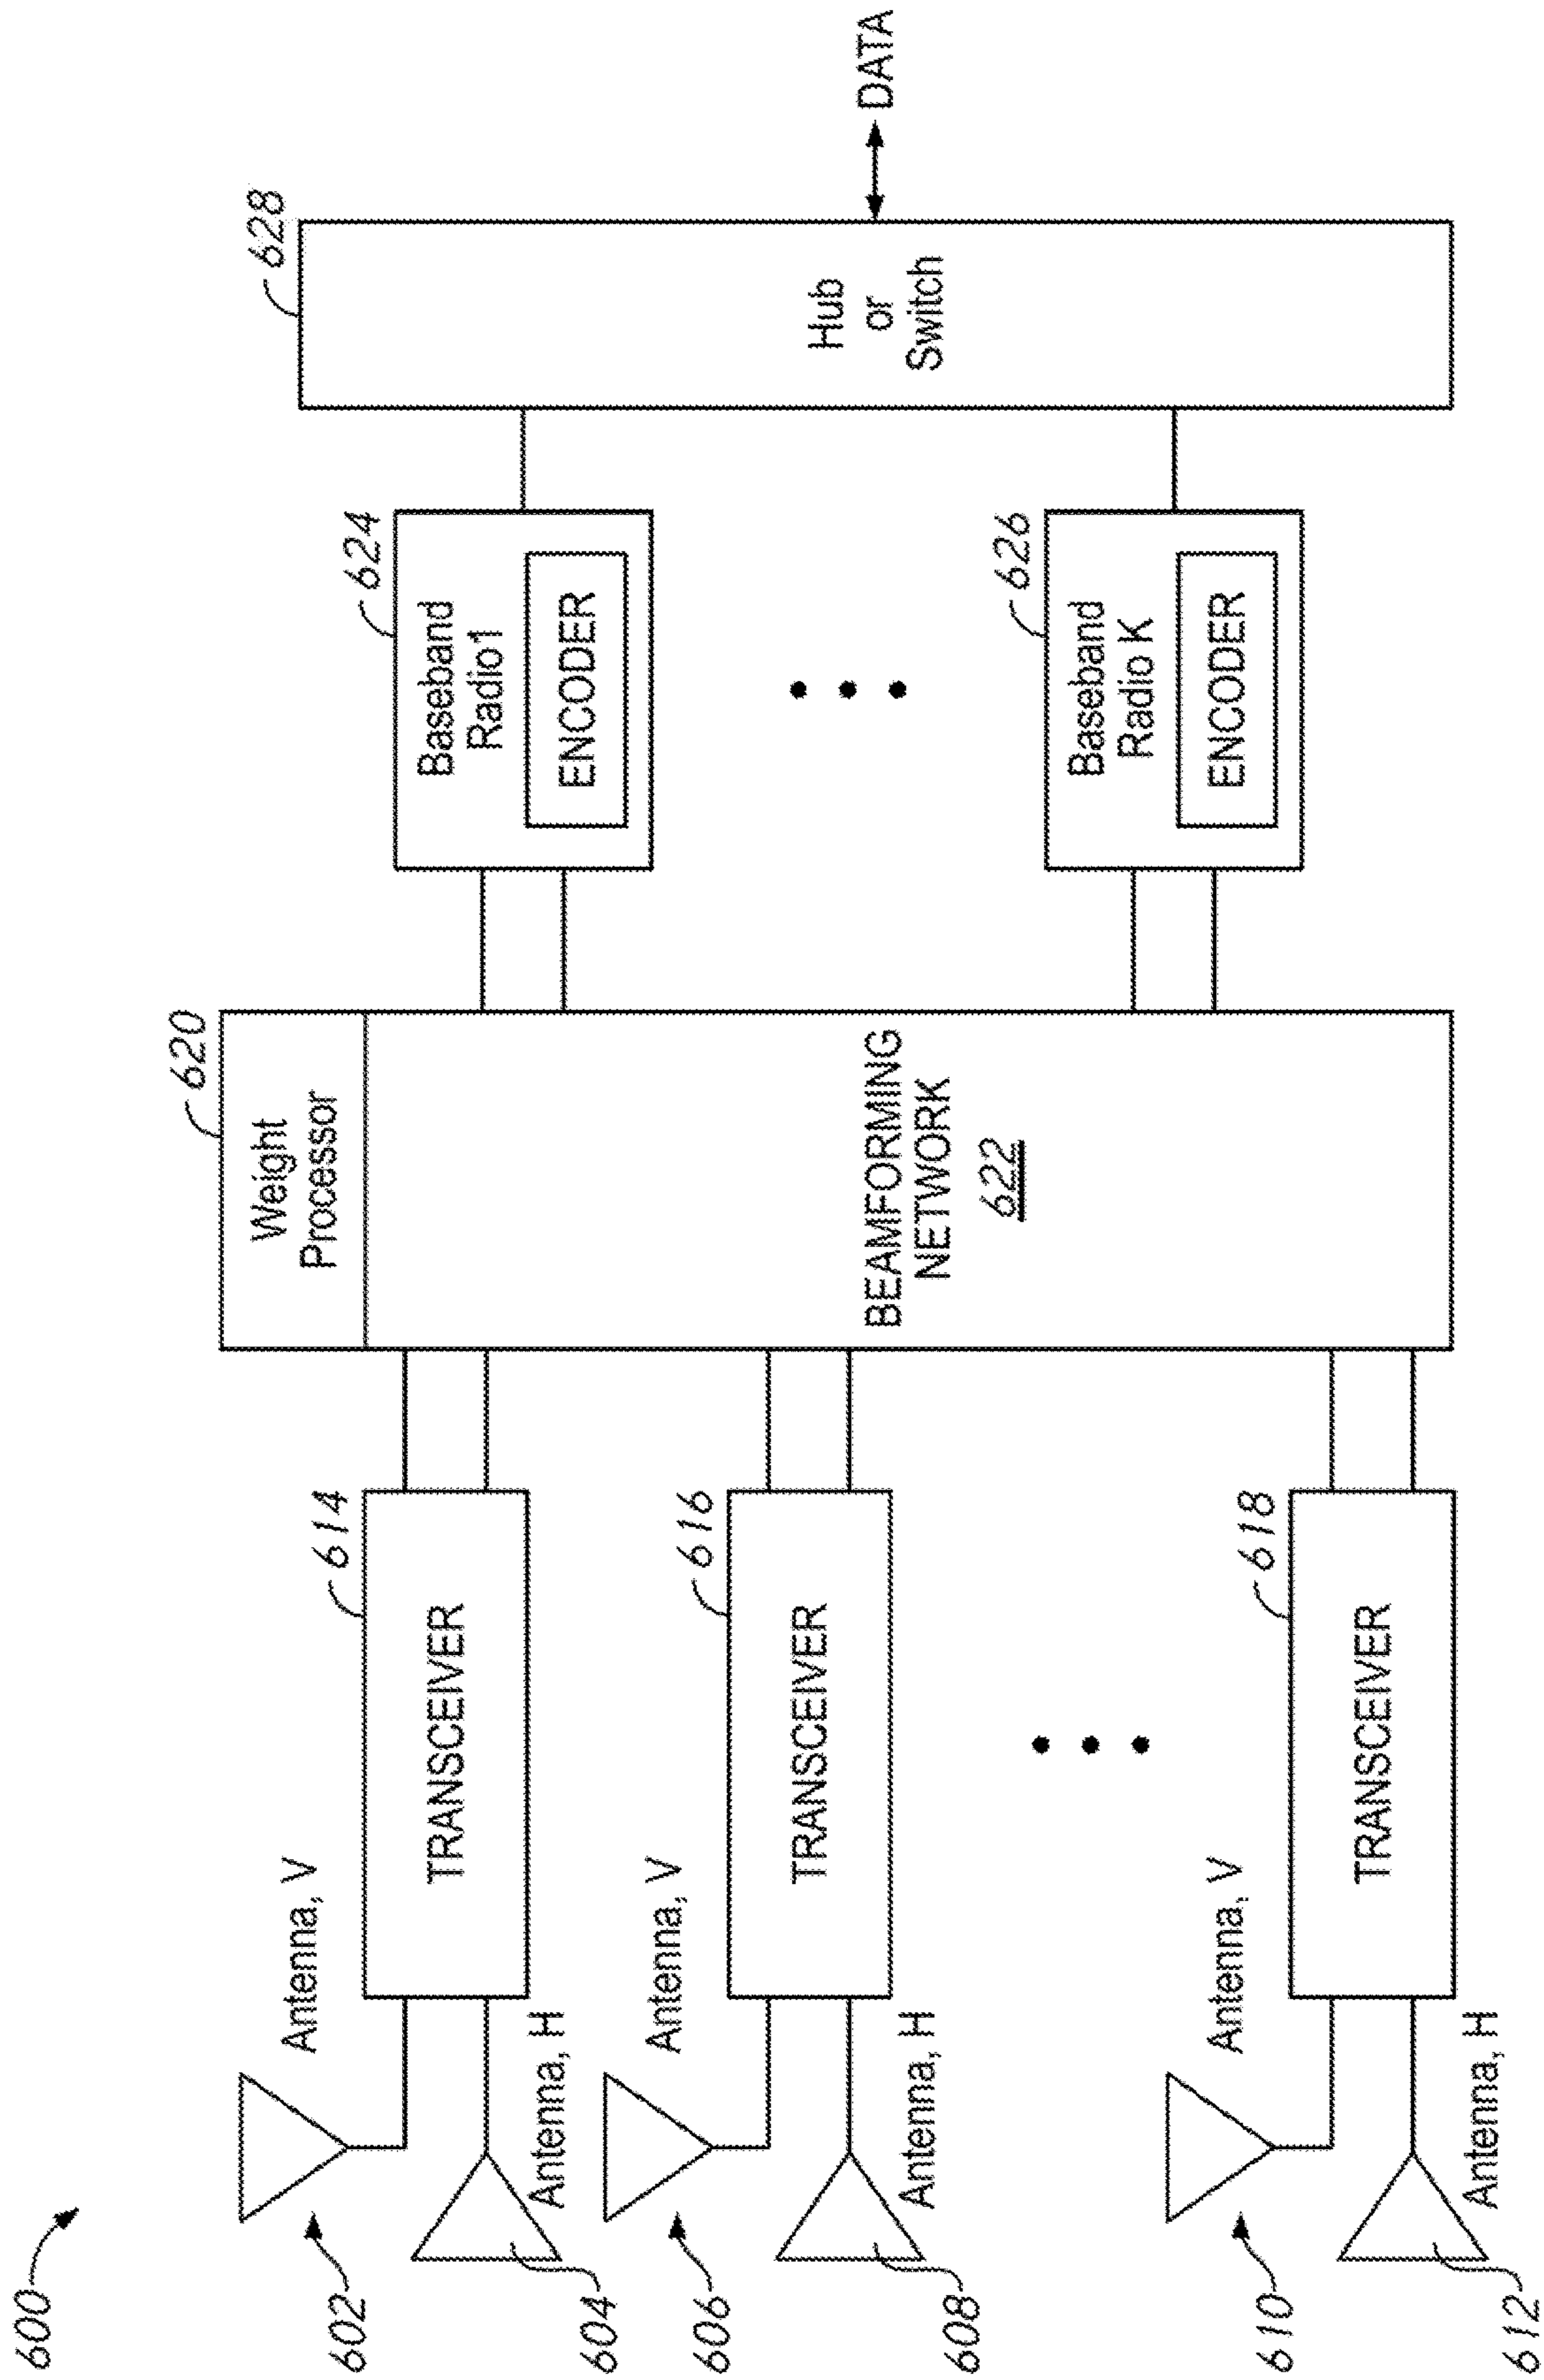 600
602
Antenna, V
604
Antenna, H
614
TRANSCEIVER
606
Antenna, V
608
Antenna, H
616
TRANSCEIVER
610
Antenna, V
612
Antenna, H
618
TRANSCEIVER
620
Weight
Processor
BEAMFORMING
NETWORK
622
624
Baseband
Radio1
ENCODER
626
Baseband
Radio K
ENCODER
628
Hub
or
Switch
DATA